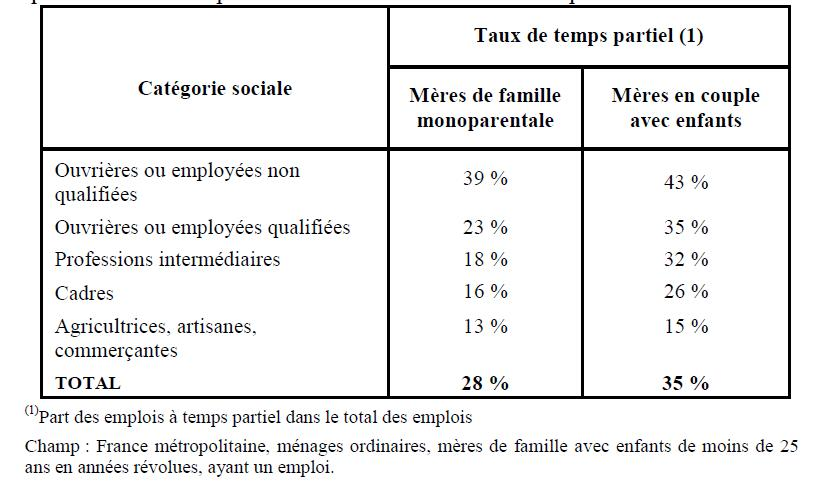 Taux de temps partiel (1)
Catégorie sociale
Mères de famille
monoparentale
Mères en couple
avec enfants
Ouvrières ou employées non
qualifiées
39 %
43 %
Ouvrières ou employées qualifiées
23 %
35 %
Professions intermédiaires
18 %
32 %
Cadres
16 %
26 %
Agricultrices, artisanes,
commerçantes
13 %
15 %
TOTAL
28 %
35 %
(1)Part des emplois à temps partiel dans le total des emplois
Champ : France métropolitaine, ménages ordinaires, mères de famille avec enfants de moins de 25
ans en années révolues, ayant un emploi.